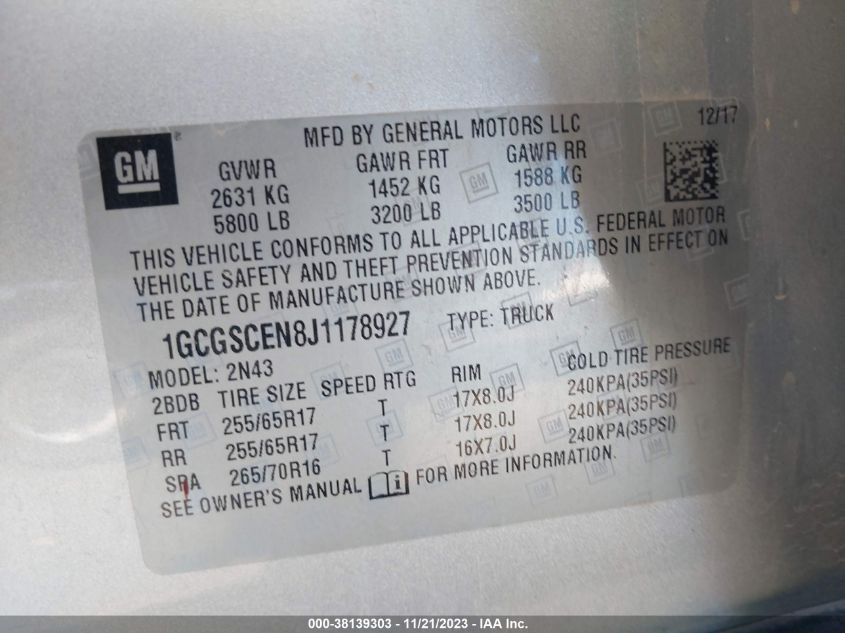 MFD BY GENERAL MOTORS LLC 12/17
GM
GVWR GAWR FRT GAWR RR
2631 KG 1452 KG 1588 KG
5800 LB 3200 LB 3500 LB
THIS VEHICLE CONFORMS TO ALL APPLICABLE U.S. FEDERAL MOTOR
VEHICLE SAFETY AND THEFT PREVENTION STANDARDS IN EFFECT ON
THE DATE OF MANUFACTURE SHOWN ABOVE.
1GCGSCEN8J1178927 TYPE: TRUCK
MODEL: 2N43
2BDB TIRE SIZE SPEED RTG RIM COLD TIRE PRESSURE
FRT 255/65R17 T 17X8.0J 240KPA(35PSI)
RR 255/65R17 T 17X8.0J 240KPA(35PSI)
SPA 265/70R16 T 16X7.0J 240KPA(35PSI)
SEE OWNER'S MANUAL i FOR MORE INFORMATION.
000-38139303 - 11/21/2023 - IAA Inc.